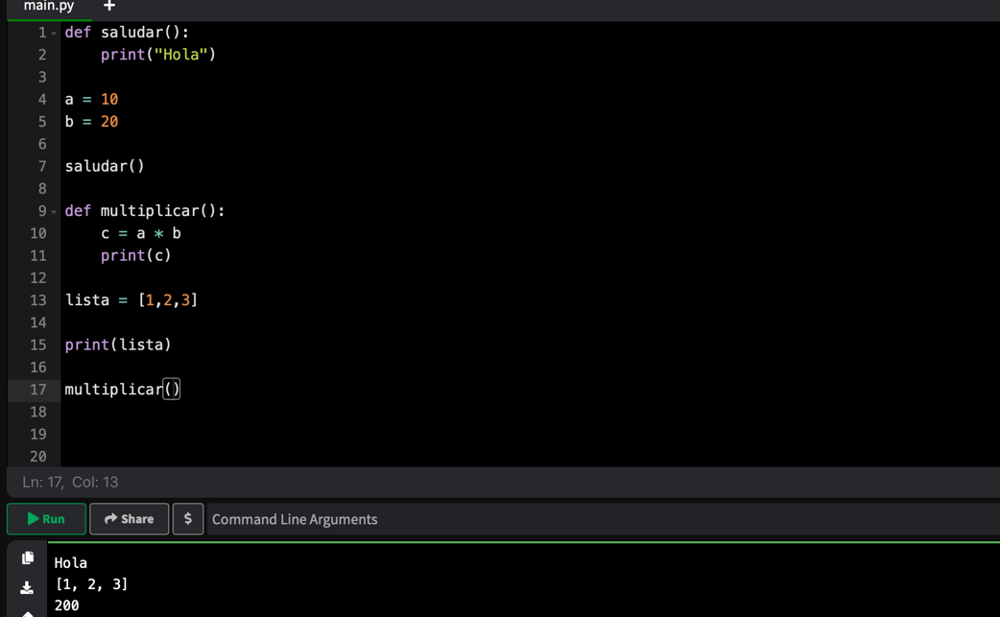 main.py +
1 def saludar():
2     print("Hola")
3
4 a = 10
5 b = 20
6
7 saludar()
8
9 def multiplicar():
10     c = a * b
11     print(c)
12
13 lista = [1,2,3]
14
15 print(lista)
16
17 multiplicar()
18
19
20
Ln: 17, Col: 13
Run Share $ Command Line Arguments
Hola
[1, 2, 3]
200